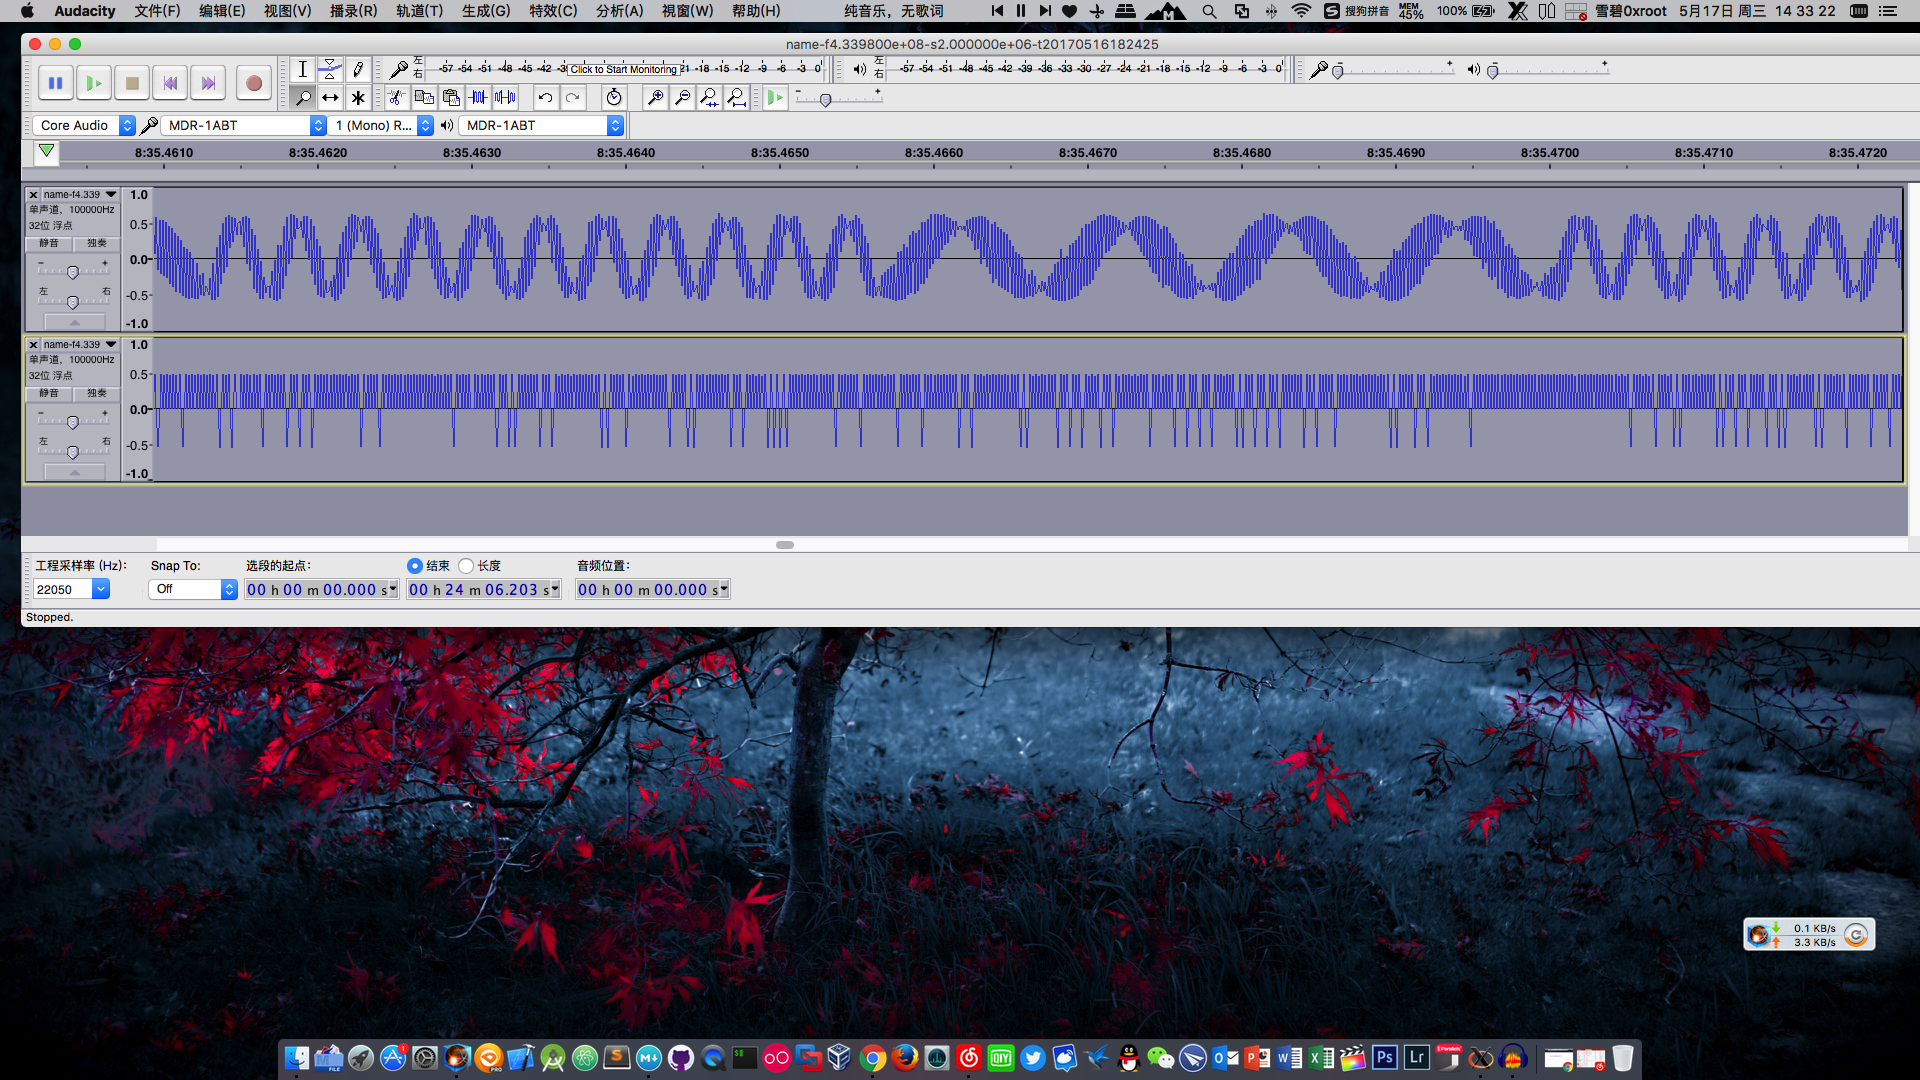 Audacity 文件(F) 编辑(E) 视图(V) 播录(R) 轨道(T) 生成(G) 特效(C) 分析(A) 視窗(W) 帮助(H) 纯音乐，无歌词 搜狗拼音 MEM 45% 100% 雪碧0xroot 5月17日 周三 14 33 22
name-f4.339800e+08-s2.000000e+06-t20170516182425
左 右 -57 -54 -51 -48 -45 -42 -3 Click to Start Monitoring 21 -18 -15 -12 -9 -6 -3 0 左 右 -57 -54 -51 -48 -45 -42 -39 -36 -33 -30 -27 -24 -21 -18 -15 -12 -9 -6 -3 0 - + - +
- +
Core Audio MDR-1ABT 1 (Mono) R... MDR-1ABT
8:35.4610 8:35.4620 8:35.4630 8:35.4640 8:35.4650 8:35.4660 8:35.4670 8:35.4680 8:35.4690 8:35.4700 8:35.4710 8:35.4720
x name-f4.339 1.0
单声道，100000Hz
32位 浮点 0.5
静音 独奏
- + 0.0
左 右 -0.5
-1.0
x name-f4.339 1.0
单声道，100000Hz
32位 浮点 0.5
静音 独奏
- + 0.0
左 右 -0.5
-1.0
工程采样率 (Hz)： Snap To: 选段的起点： 结束 长度 音频位置：
22050 Off 00 h 00 m 00.000 s 00 h 24 m 06.203 s 00 h 00 m 00.000 s
Stopped.
0.1 KB/s
3.3 KB/s
FILE 1 PRO S M DIY P W X Ps Lr